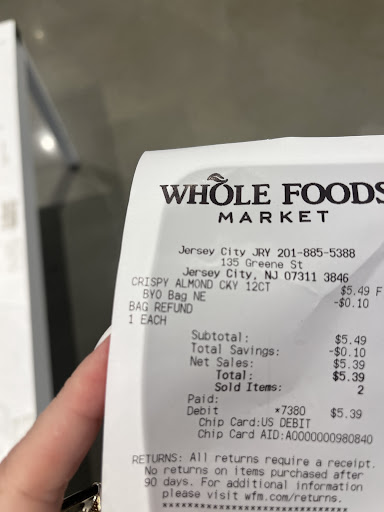 WHOLE FOODS
MARKET
Jersey City JRY 201-885-5388
135 Greene St
Jersey City, NJ 07311 3846
CRISPY ALMOND CKY 12CT $5.49 F
BYO Bag NE -$0.10
BAG REFUND
1 EACH
Subtotal: $5.49
Total Savings: -$0.10
Net Sales: $5.39
Total: $5.39
Sold Items: 2
Paid:
Debit *7380 $5.39
Chip Card:US DEBIT
Chip Card AID:A0000000980840
RETURNS: All returns require a receipt.
No returns on items purchased after
90 days. For additional information
please visit wfm.com/returns.